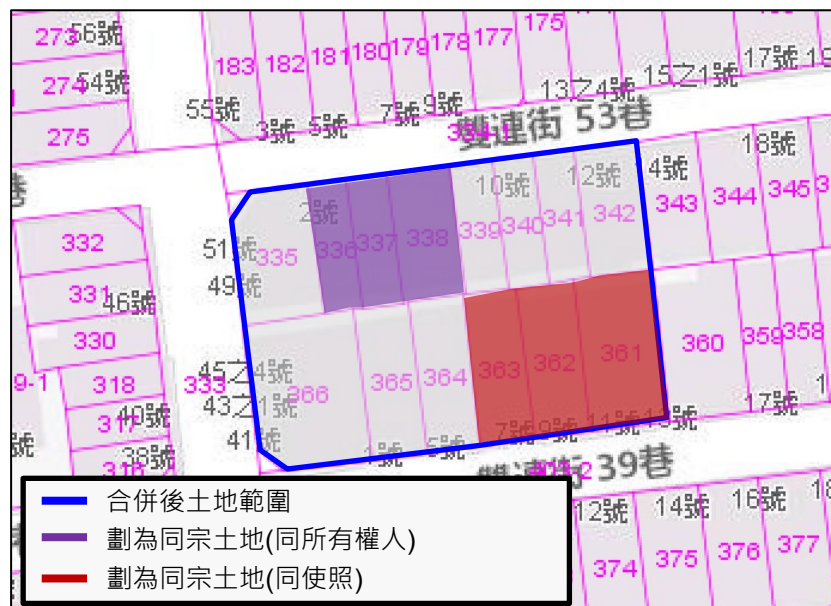 273 56號 183 182 181 180 179 178 177 175
274 54號 55號 3號 5號 7號 9號 13之4號 15之1號 17號 19
275
雙連街 53巷
巷 2號 10號 12號 14號 18號
332 51號 335 336 337 338 339 340 341 342 343 344 345 3
331 46號 49號
330
9-1 318 333 45之4號 366 365 364 363 362 361 360 359 358
317 40號 43之1號
316 38號 41號 1號 5號 7號 9號 11號 13號 17號 1
號
雙連街 39巷
12號 14號 16號 18
374 375 376 377
合併後土地範圍
劃為同宗土地(同所有權人)
劃為同宗土地(同使照)